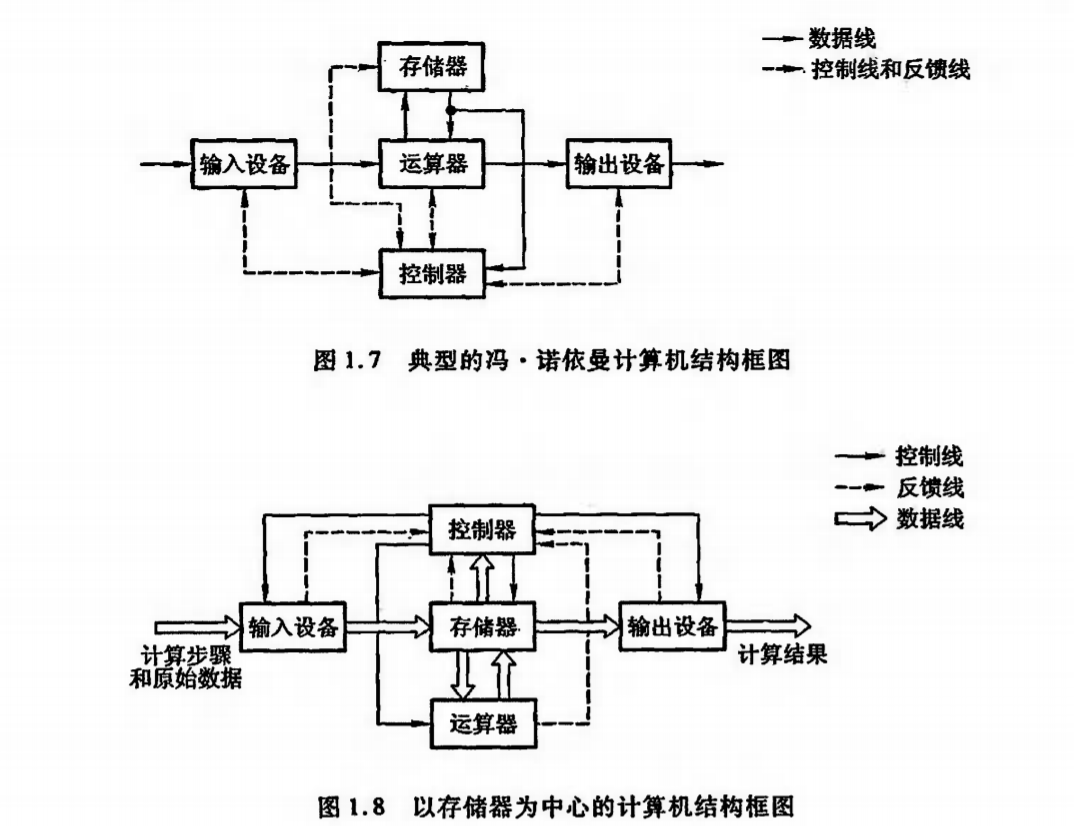 数据线
控制线和反馈线
存储器
输入设备
运算器
输出设备
控制器
图1.7 典型的冯·诺依曼计算机结构框图
控制线
反馈线
数据线
控制器
输入设备
存储器
输出设备
计算步骤
和原始数据
计算结果
运算器
图1.8 以存储器为中心的计算机结构框图